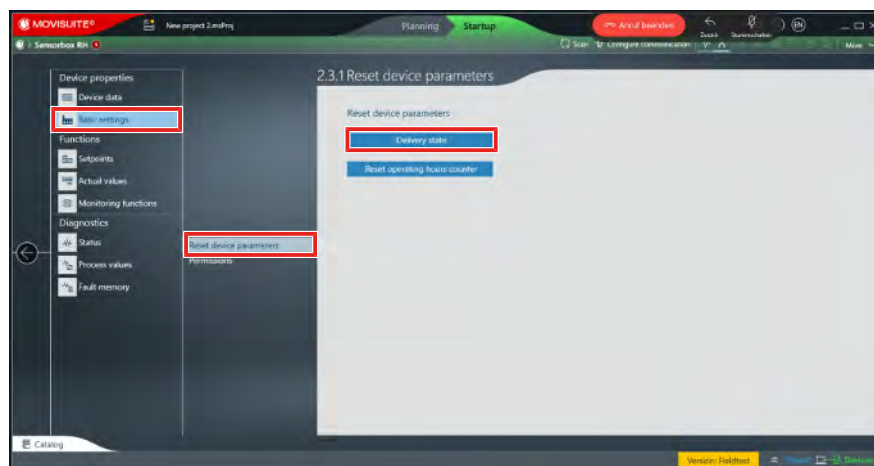 MOVISUITE®
New project 2.msProj
Planning
Startup
Anruf beenden
Zurück
Stummschalten
EN
Sensorbox RH
Scan
Configure communication
More
Device properties
Device data
Basic settings
Functions
Setpoints
Actual values
Monitoring functions
Diagnostics
Status
Process values
Fault memory
Reset device parameters
Permissions
2.3.1 Reset device parameters
Reset device parameters
Delivery state
Reset operating hours counter
Catalog
Version: Fieldtest